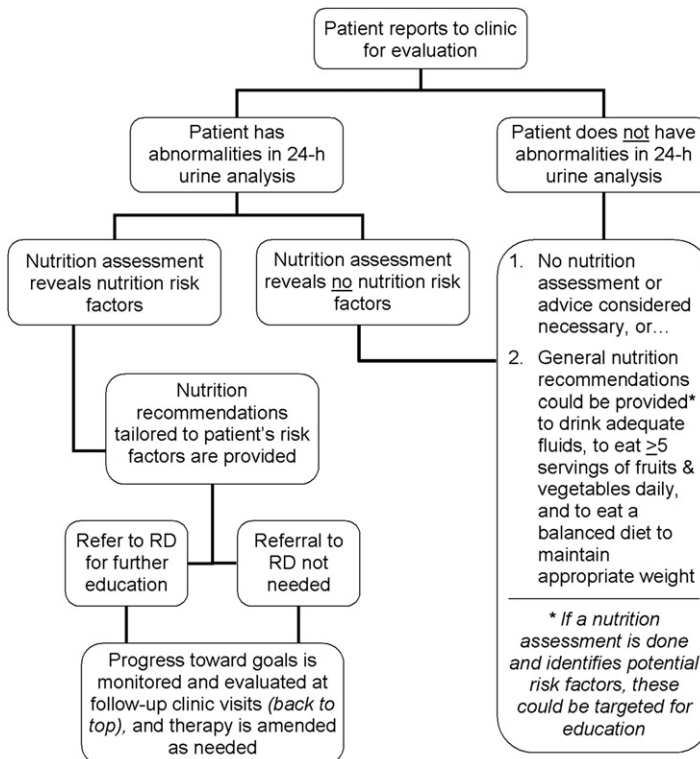 Patient reports to clinic
for evaluation
Patient has
abnormalities in 24-h
urine analysis
Patient does not have
abnormalities in 24-h
urine analysis
Nutrition assessment
reveals nutrition risk
factors
Nutrition assessment
reveals no nutrition risk
factors
1. No nutrition
assessment or
advice considered
necessary, or…
2. General nutrition
recommendations
could be provided*
to drink adequate
fluids, to eat ≥5
servings of fruits &
vegetables daily,
and to eat a
balanced diet to
maintain
appropriate weight
* If a nutrition
assessment is done
and identifies potential
risk factors, these
could be targeted for
education
Nutrition
recommendations
tailored to patient’s risk
factors are provided
Refer to RD
for further
education
Referral to
RD not
needed
Progress toward goals is
monitored and evaluated at
follow-up clinic visits (back to
top), and therapy is amended
as needed